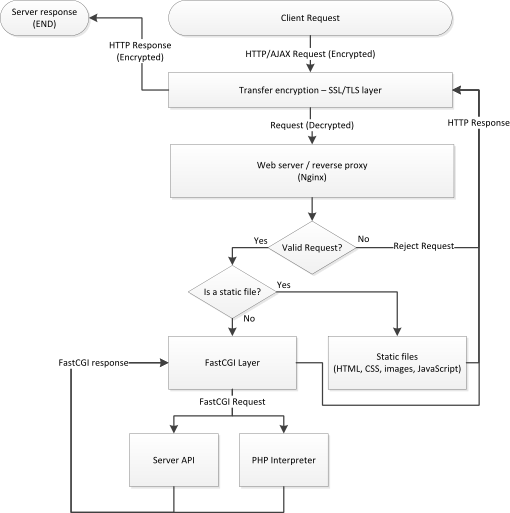 Server response
(END)
Client Request
HTTP Response
(Encrypted)
HTTP/AJAX Request (Encrypted)
Transfer encryption – SSL/TLS layer
HTTP Response
Request (Decrypted)
Web server / reverse proxy
(Nginx)
Valid Request?
Yes
No
Reject Request
Is a static file?
Yes
No
FastCGI response
FastCGI Layer
Static files
(HTML, CSS, images, JavaScript)
FastCGI Request
Server API
PHP Interpreter